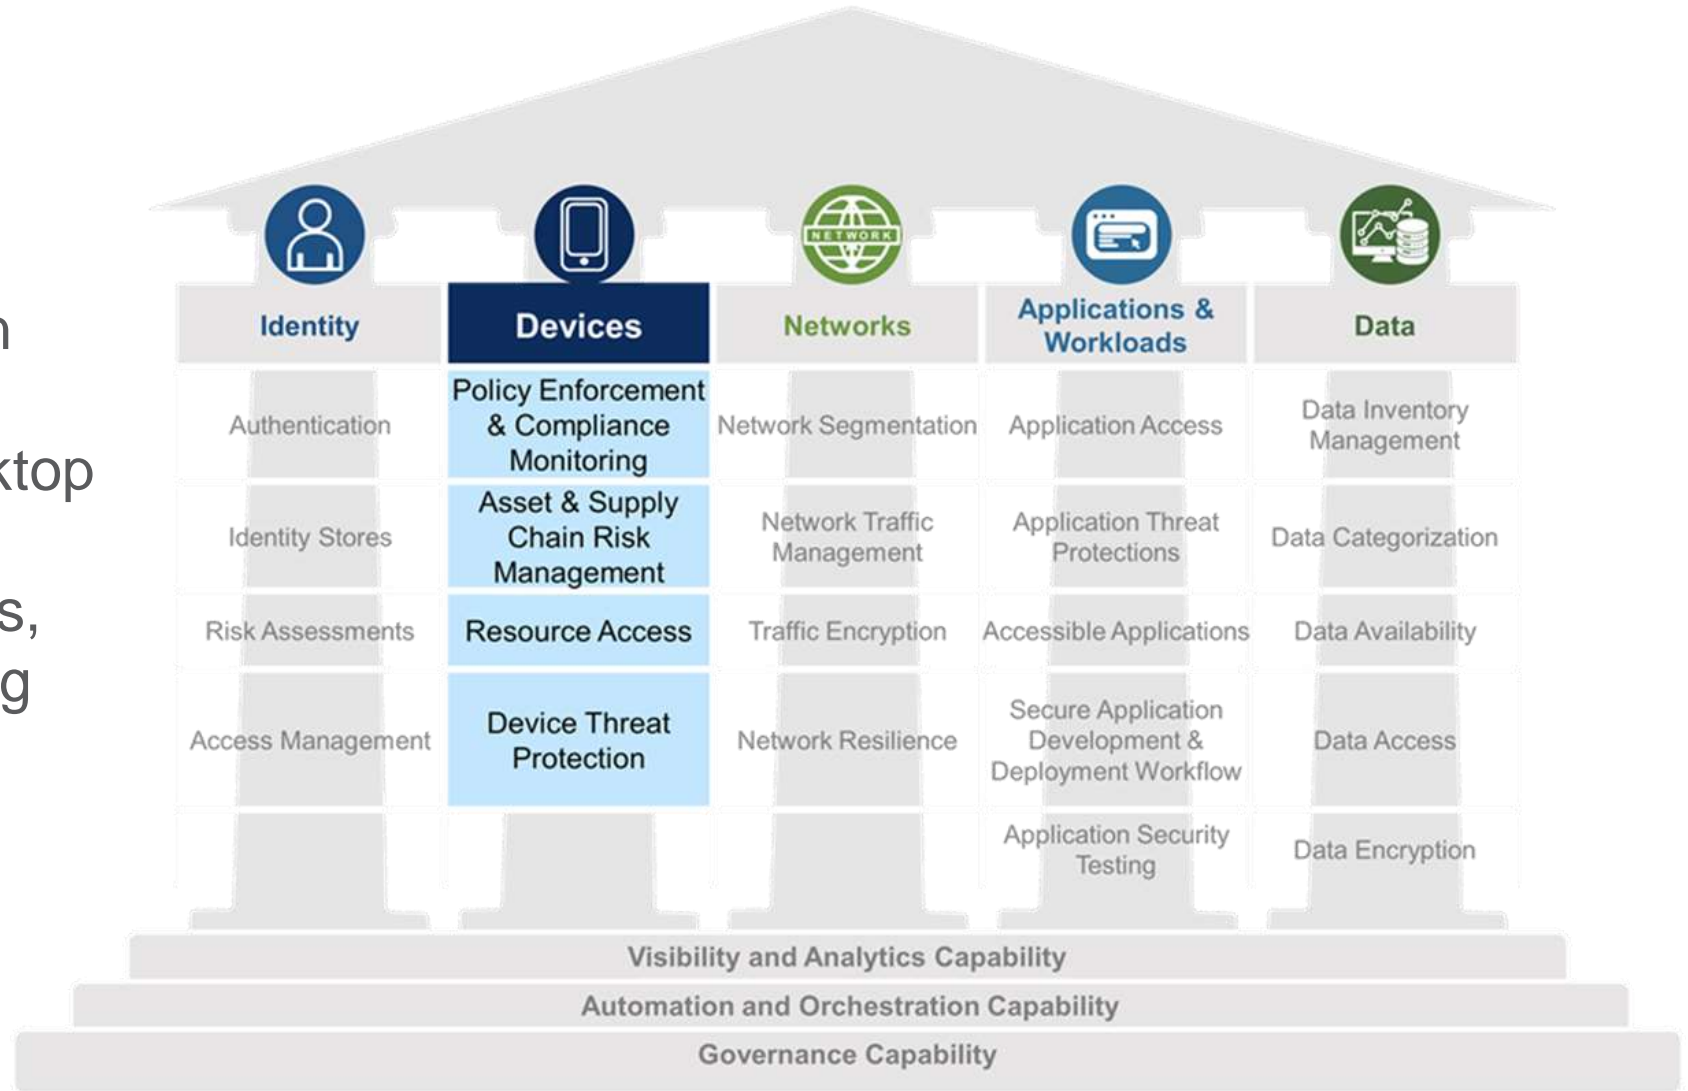 n
ktop
s,
g
NETWORK
Identity
Devices
Networks
Applications &
Workloads
Data
Authentication
Policy Enforcement
& Compliance
Monitoring
Network Segmentation
Application Access
Data Inventory
Management
Identity Stores
Asset & Supply
Chain Risk
Management
Network Traffic
Management
Application Threat
Protections
Data Categorization
Risk Assessments
Resource Access
Traffic Encryption
Accessible Applications
Data Availability
Access Management
Device Threat
Protection
Network Resilience
Secure Application
Development &
Deployment Workflow
Data Access
Application Security
Testing
Data Encryption
Visibility and Analytics Capability
Automation and Orchestration Capability
Governance Capability